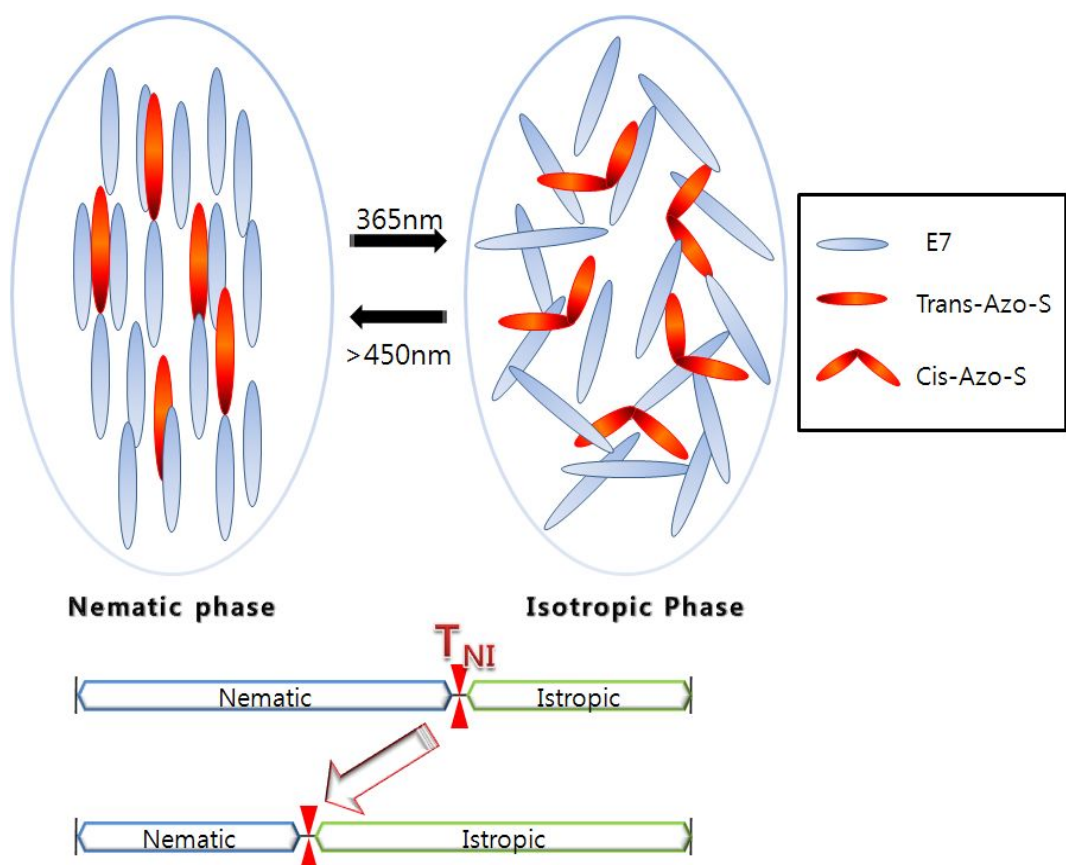 365nm
>450nm
E7
Trans-Azo-S
Cis-Azo-S
Nematic phase
Isotropic Phase
TNI
Nematic
Istropic
Nematic
Istropic